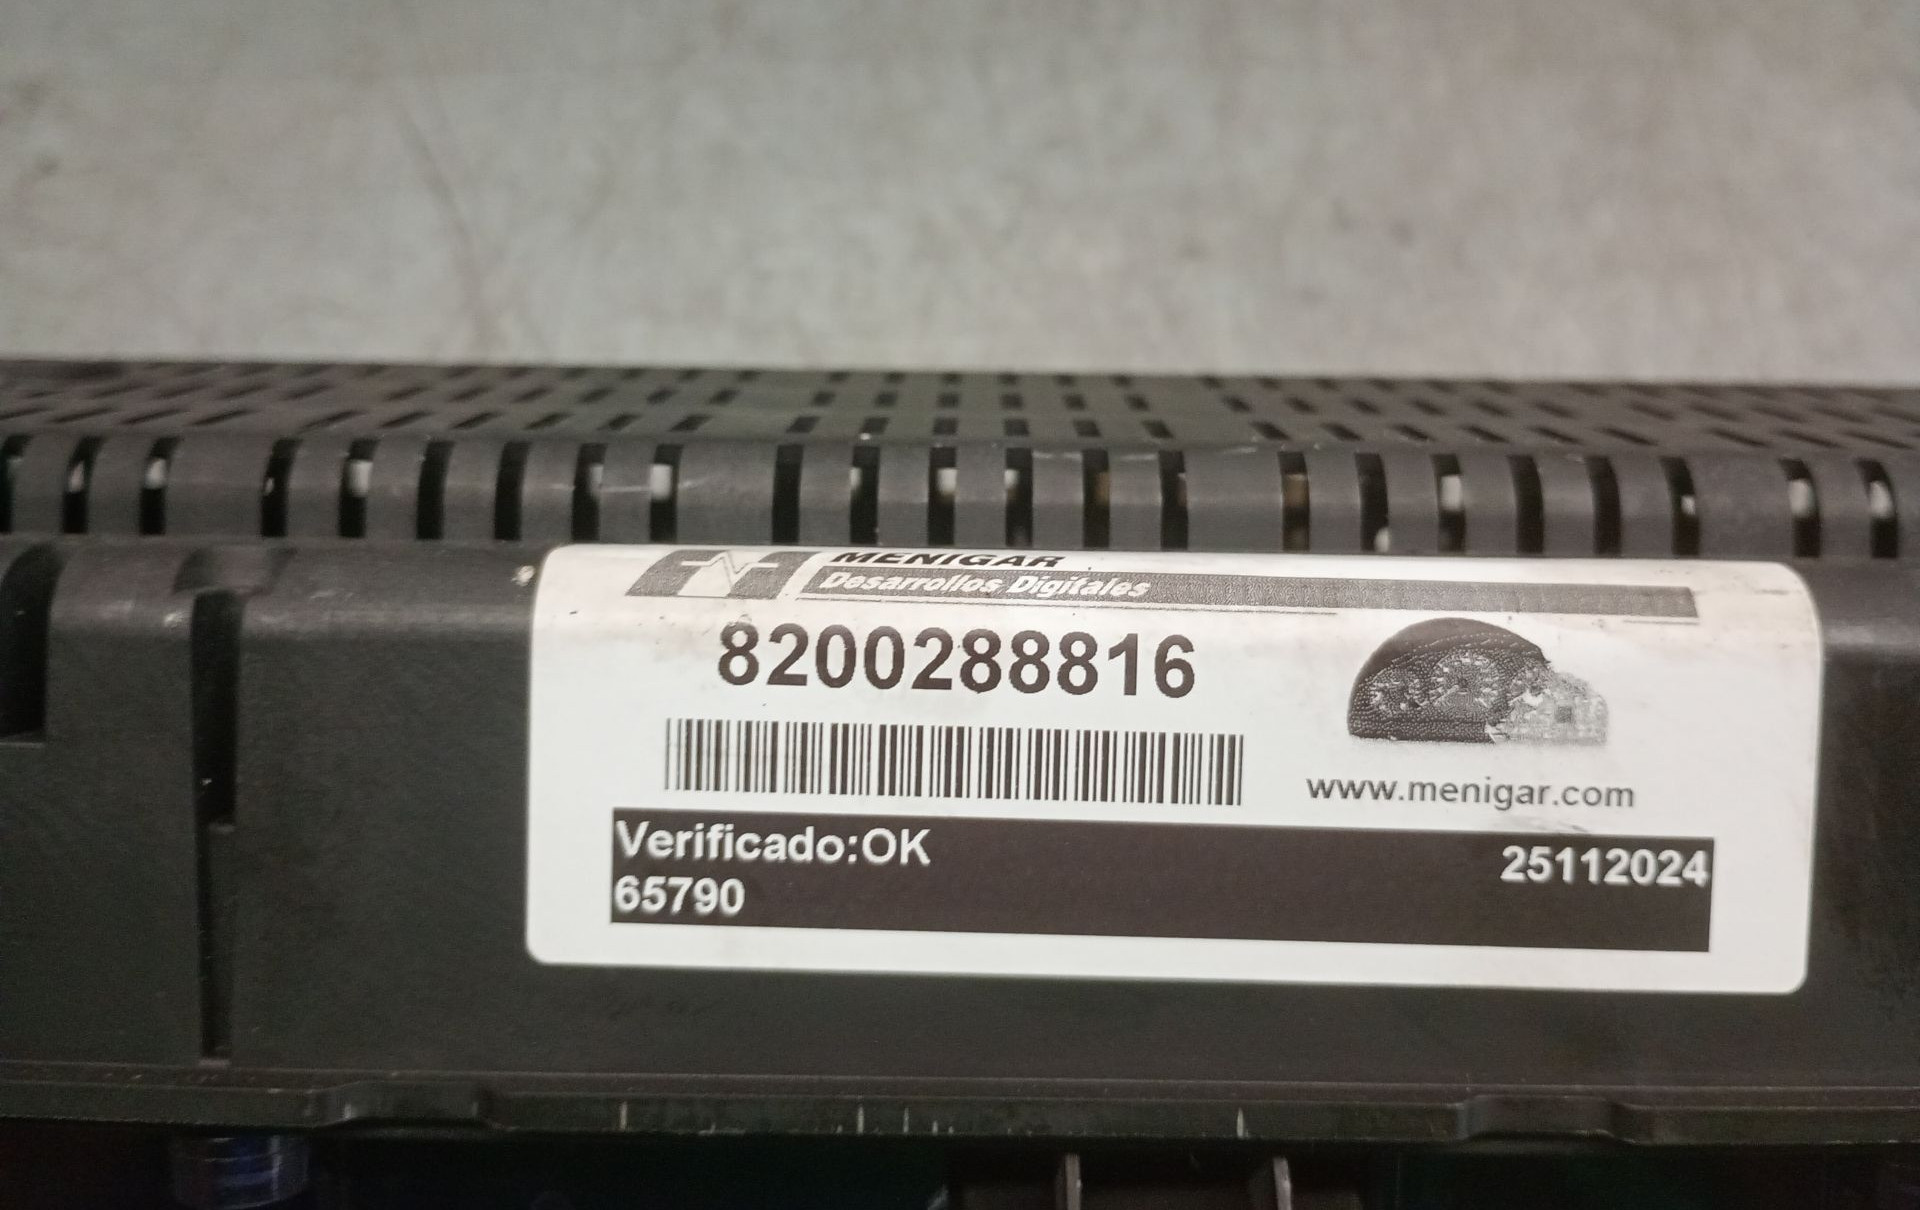 MENIGAR
Desarrollos Digitales
8200288816
www.menigar.com
Verificado:OK
25112024
65790